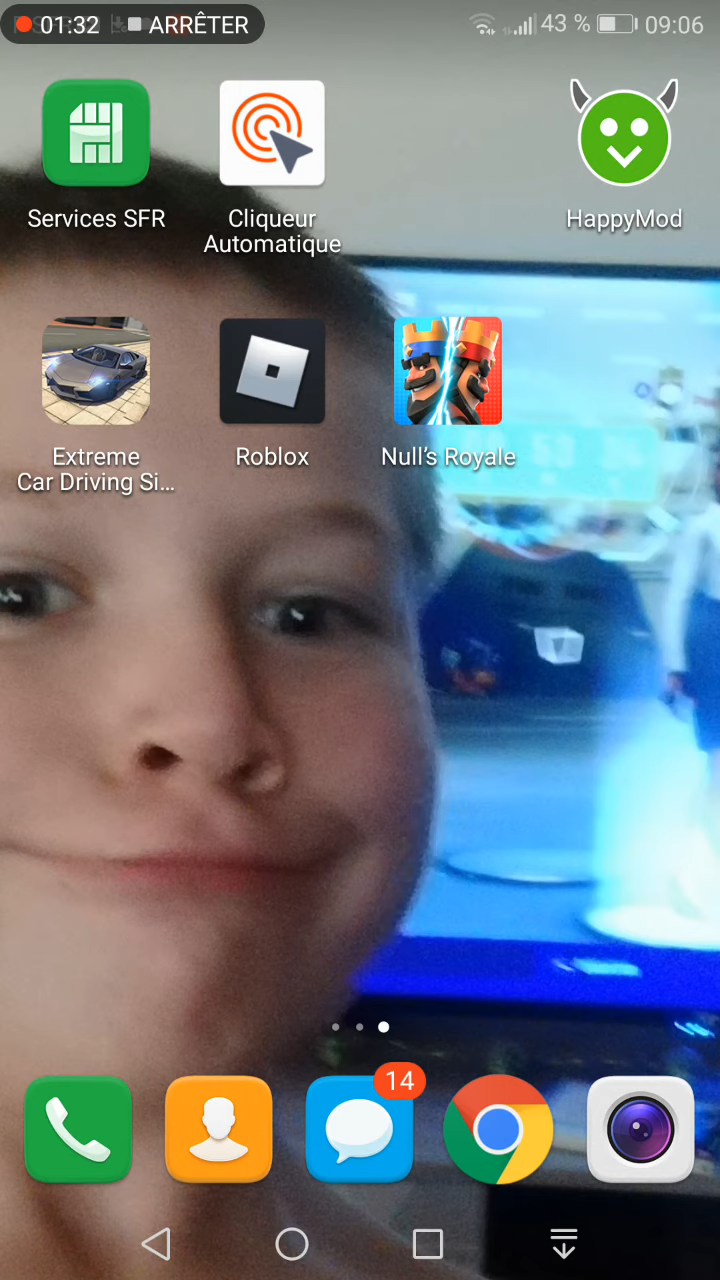 01:32 ARRÊTER 43 % 09:06
Services SFR
Cliqueur
Automatique
HappyMod
Extreme
Car Driving Si…
Roblox
Null's Royale
14